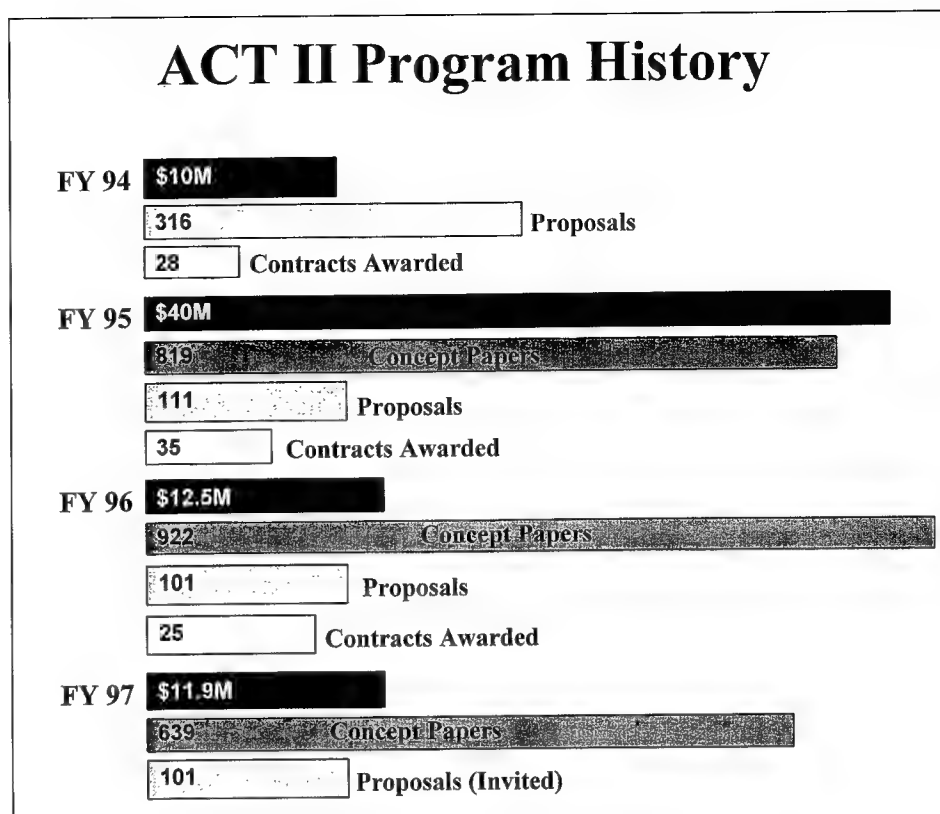 ACT II Program History
FY 94
$10M
316
Proposals
28
Contracts Awarded
FY 95
$40M
819
Concept Papers
111
Proposals
35
Contracts Awarded
FY 96
$12.5M
922
Concept Papers
101
Proposals
25
Contracts Awarded
FY 97
$11.9M
639
Concept Papers
101
Proposals (Invited)